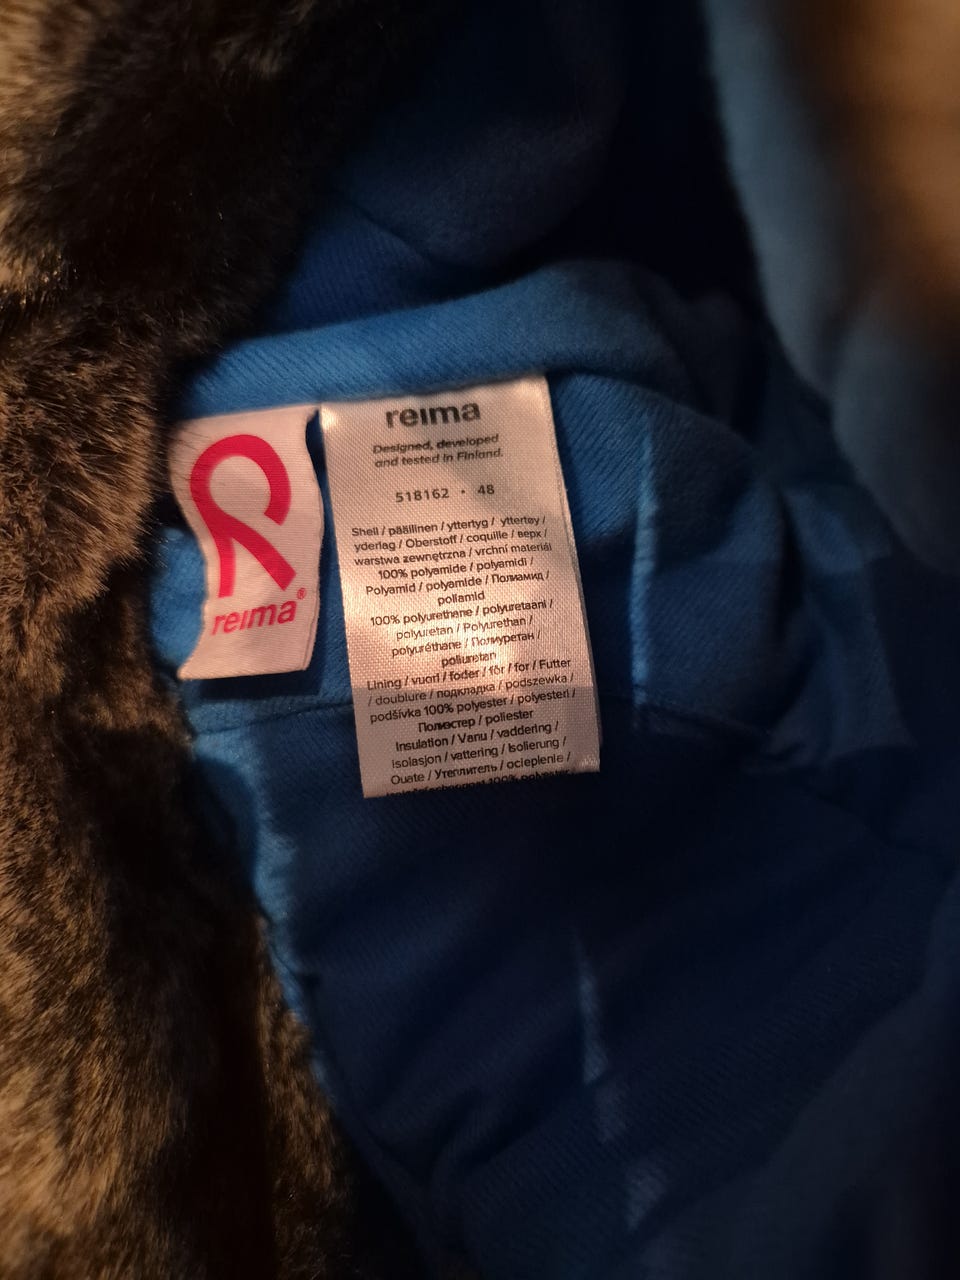 reima®
reima
Designed, developed
and tested in Finland.
518162 · 48
Shell / päällinen / yttertyg / yttertøy /
yderlag / Oberstoff / coquille / верх /
warstwa zewnętrzna / vrchní materiál
100% polyamide / polyamidi /
Polyamid / polyamide / Полиамид /
poliamid
100% polyurethane / polyuretaani /
polyuretan / Polyurethan /
polyuréthane / Полиуретан /
poliuretan
Lining / vuori / foder / fôr / for / Futter
/ doublure / подкладка / podszewka /
podšívka 100% polyester / polyesteri /
Полиэстер / poliester
Insulation / Vanu / vaddering /
isolasjon / vattering / Isolierung /
Ouate / Утеплитель / ocieplenie /
100% polyester